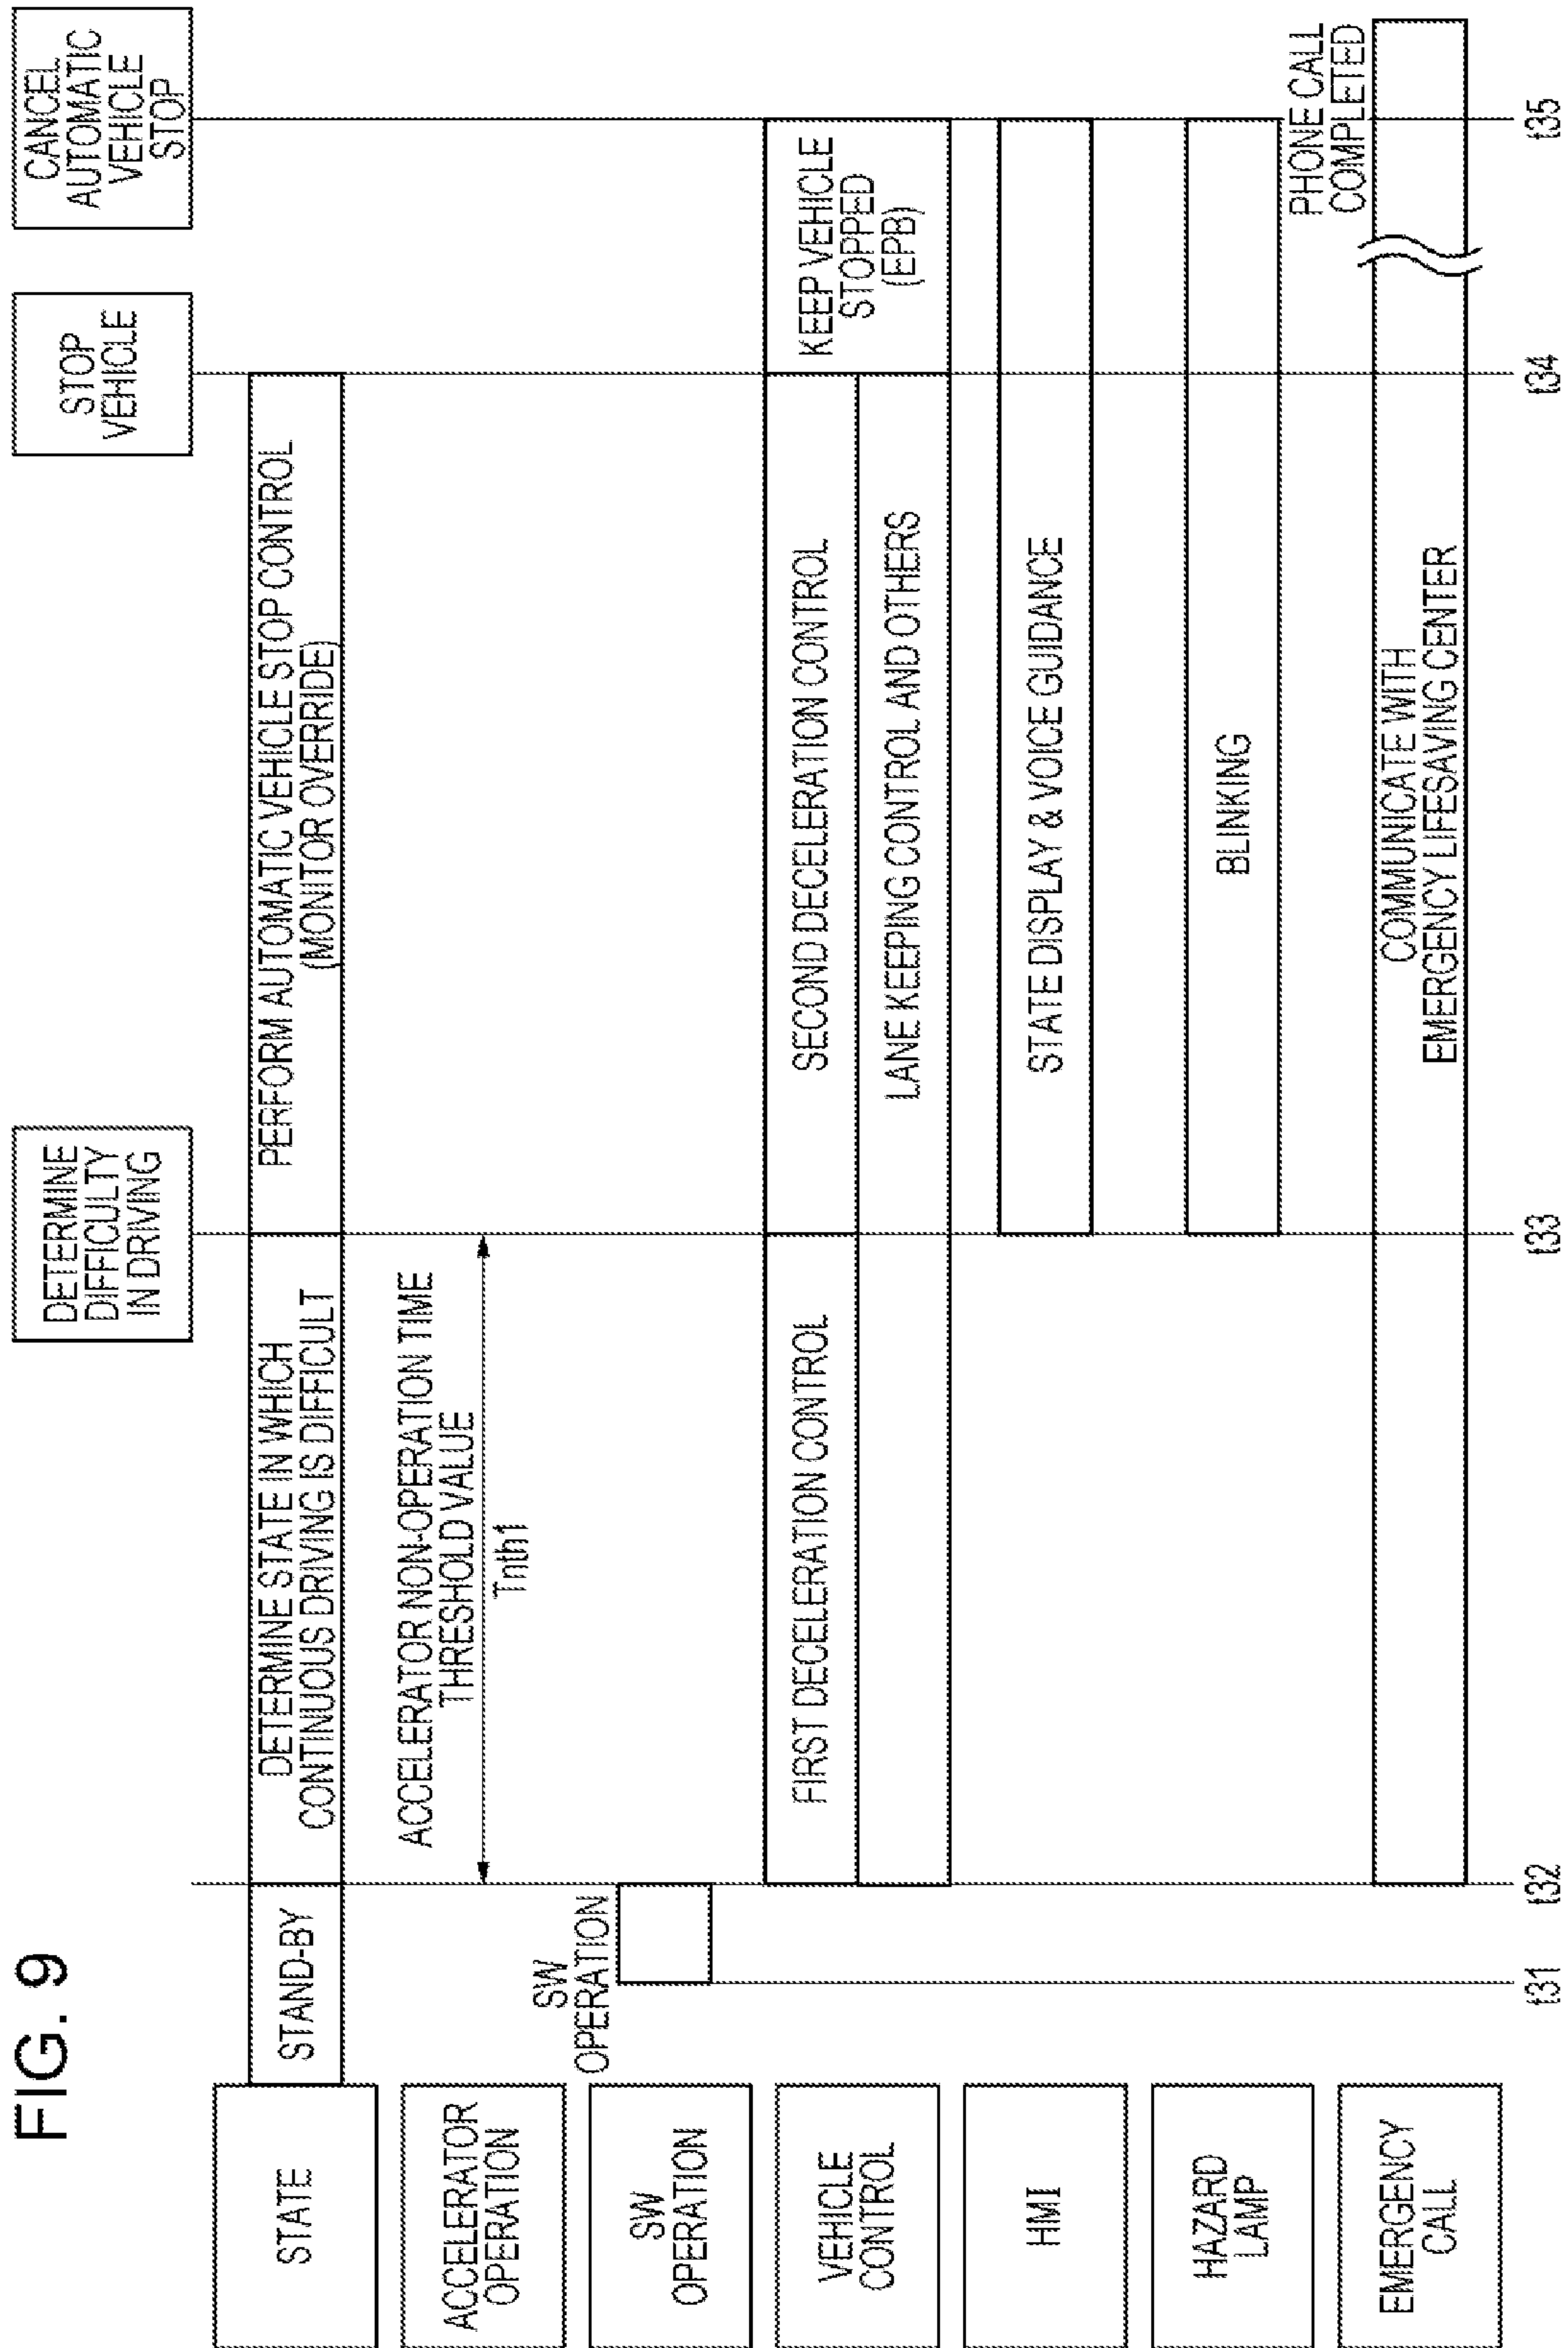 FIG. 9
DETERMINE
DIFFICULTY
IN DRIVING
STOP
VEHICLE
CANCEL
AUTOMATIC
VEHICLE
STOP
STATE
STAND-BY
DETERMINE STATE IN WHICH
CONTINUOUS DRIVING IS DIFFICULT
PERFORM AUTOMATIC VEHICLE STOP CONTROL
(MONITOR OVERRIDE)
ACCELERATOR
OPERATION
ACCELERATOR NON-OPERATION TIME
THRESHOLD VALUE
Tnth1
SW
OPERATION
SW
OPERATION
VEHICLE
CONTROL
FIRST DECELERATION CONTROL
SECOND DECELERATION CONTROL
LANE KEEPING CONTROL AND OTHERS
KEEP VEHICLE
STOPPED
(EPB)
HMI
STATE DISPLAY & VOICE GUIDANCE
HAZARD
LAMP
BLINKING
EMERGENCY
CALL
COMMUNICATE WITH
EMERGENCY LIFESAVING CENTER
PHONE CALL
COMPLETED
t31
t32
t33
t34
t35